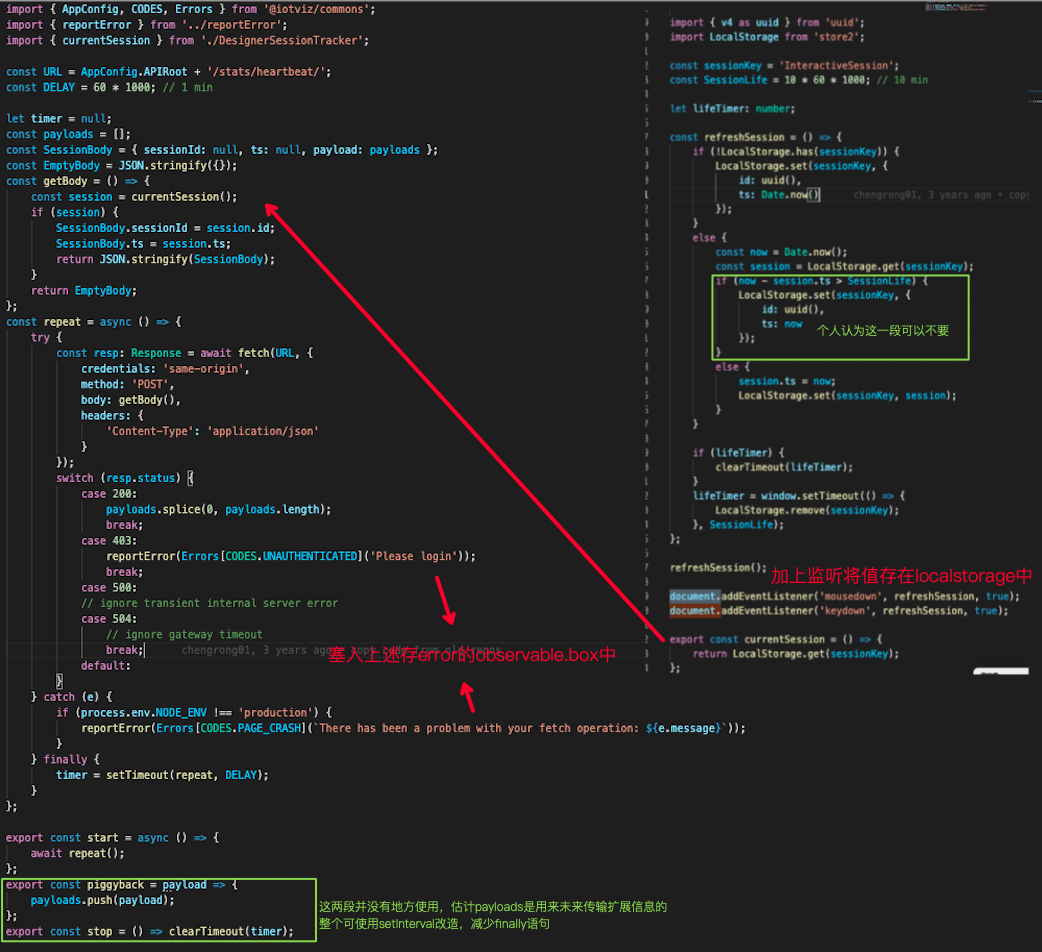 import { AppConfig, CODES, Errors } from '@iotviz/commons';
import { reportError } from '../reportError';
import { currentSession } from './DesignerSessionTracker';
const URL = AppConfig.APIRoot + '/stats/heartbeat/';
const DELAY = 60 * 1000; // 1 min
let timer = null;
const payloads = [];
const SessionBody = { sessionId: null, ts: null, payload: payloads };
const EmptyBody = JSON.stringify({});
const getBody = () => {
const session = currentSession();
if (session) {
SessionBody.sessionId = session.id;
SessionBody.ts = session.ts;
return JSON.stringify(SessionBody);
}
return EmptyBody;
};
const repeat = async () => {
try {
const resp: Response = await fetch(URL, {
credentials: 'same-origin',
method: 'POST',
body: getBody(),
headers: {
'Content-Type': 'application/json'
}
});
switch (resp.status) {
case 200:
payloads.splice(0, payloads.length);
break;
case 403:
reportError(Errors[CODES.UNAUTHENTICATED]('Please login'));
break;
case 500:
// ignore transient internal server error
case 504:
// ignore gateway timeout
break; chengrong01, 3 years ago
塞入上述存error的observable.box中
default:
}
} catch (e) {
if (process.env.NODE_ENV !== 'production') {
reportError(Errors[CODES.PAGE_CRASH](`There has been a problem with your fetch operation: ${e.message}`));
}
} finally {
timer = setTimeout(repeat, DELAY);
}
};
export const start = async () => {
await repeat();
};
export const piggyback = payload => {
payloads.push(payload);
};
export const stop = () => clearTimeout(timer);
这两段并没有地方使用，估计payloads是用来未来传输扩展信息的
整个可使用setInterval改造，减少finally语句
import { v4 as uuid } from 'uuid';
import LocalStorage from 'store2';
const sessionKey = 'InteractiveSession';
const SessionLife = 10 * 60 * 1000; // 10 min
let lifeTimer: number;
const refreshSession = () => {
if (!LocalStorage.has(sessionKey)) {
LocalStorage.set(sessionKey, {
id: uuid(),
ts: Date.now() chengrong01, 3 years ago • copy
});
}
else {
const now = Date.now();
const session = LocalStorage.get(sessionKey);
if (now - session.ts > SessionLife) {
LocalStorage.set(sessionKey, {
id: uuid(),
ts: now
个人认为这一段可以不要
});
}
else {
session.ts = now;
LocalStorage.set(sessionKey, session);
}
}
if (lifeTimer) {
clearTimeout(lifeTimer);
}
lifeTimer = window.setTimeout(() => {
LocalStorage.remove(sessionKey);
}, SessionLife);
};
refreshSession();
加上监听将值存在localstorage中
document.addEventListener('mousedown', refreshSession, true);
document.addEventListener('keydown', refreshSession, true);
export const currentSession = () => {
return LocalStorage.get(sessionKey);
};